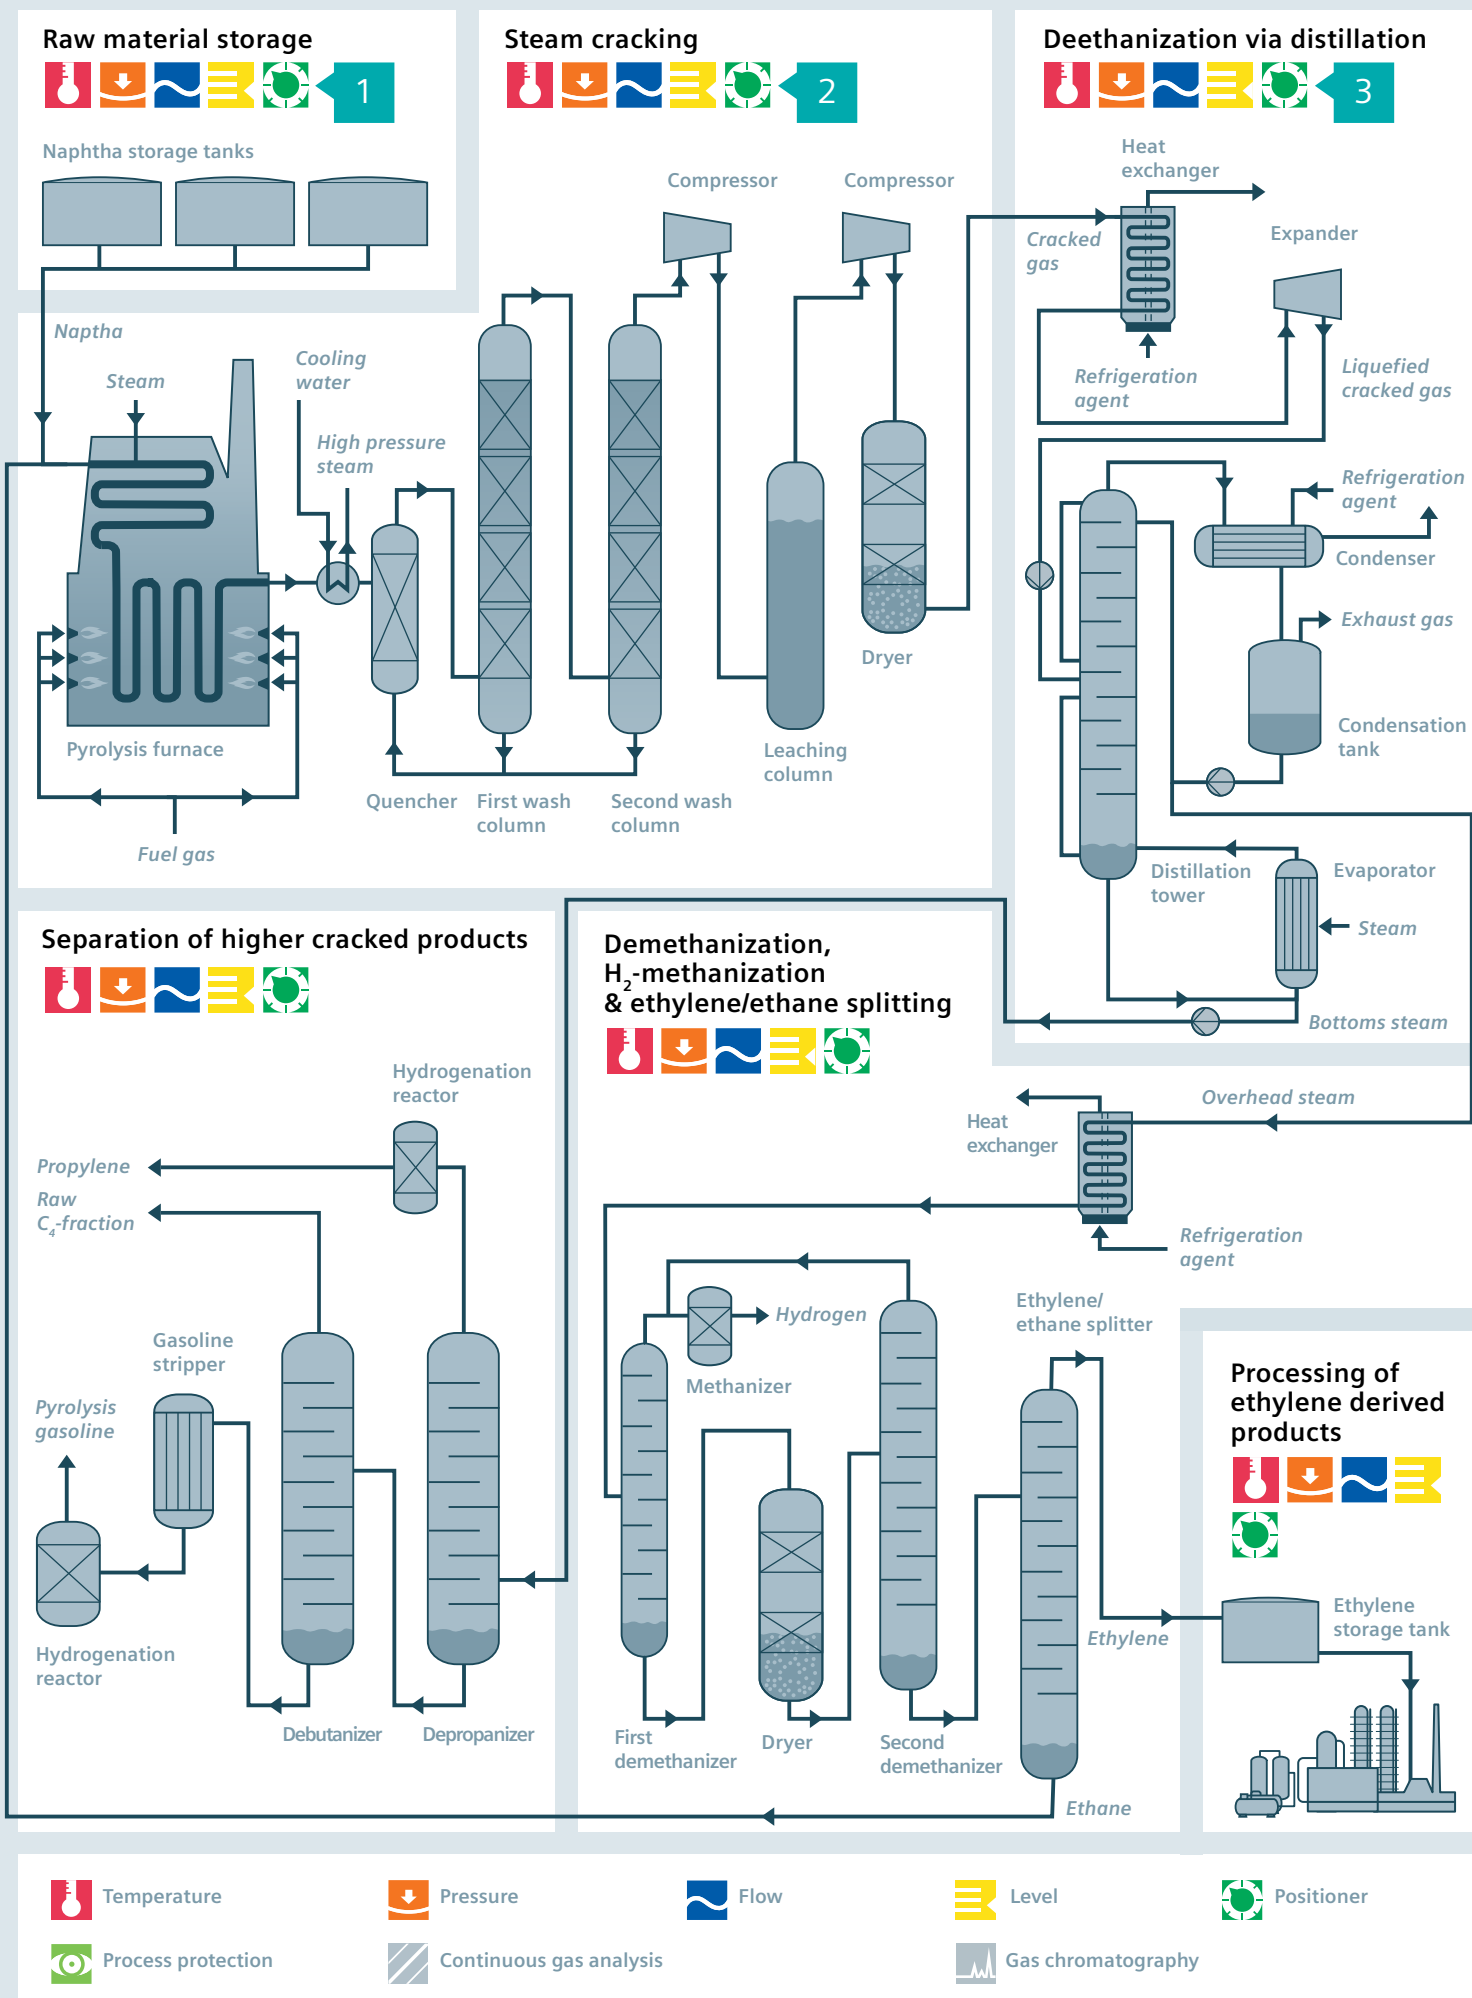 Raw material storage
1
Naphtha storage tanks
Naptha
Steam cracking
2
Compressor
Compressor
Steam
Cooling
water
High pressure
steam
Pyrolysis furnace
Fuel gas
Quencher
First wash
column
Second wash
column
Leaching
column
Dryer
Deethanization via distillation
3
Heat
exchanger
Cracked
gas
Expander
Refrigeration
agent
Liquefied
cracked gas
Refrigeration
agent
Condenser
Exhaust gas
Condensation
tank
Distillation
tower
Evaporator
Steam
Bottoms steam
Separation of higher cracked products
Hydrogenation
reactor
Propylene
Raw
C4-fraction
Gasoline
stripper
Pyrolysis
gasoline
Hydrogenation
reactor
Debutanizer
Depropanizer
Demethanization,
H2-methanization
& ethylene/ethane splitting
Overhead steam
Heat
exchanger
Refrigeration
agent
Hydrogen
Methanizer
Ethylene/
ethane splitter
First
demethanizer
Dryer
Second
demethanizer
Ethylene
Ethane
Processing of
ethylene derived
products
Ethylene
storage tank
Temperature
Pressure
Flow
Level
Positioner
Process protection
Continuous gas analysis
Gas chromatography